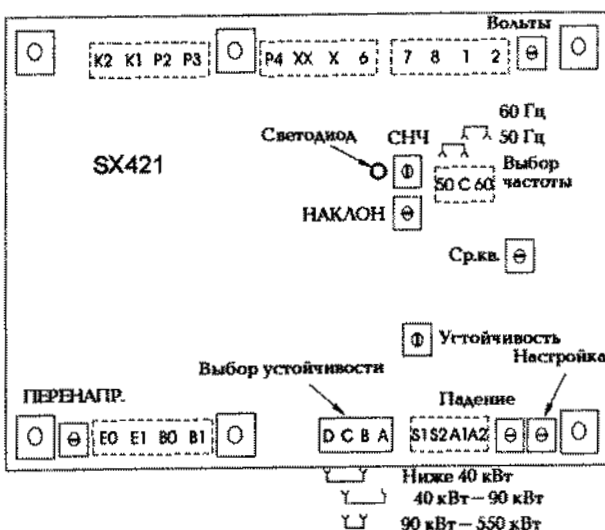 Вольты
K2 K1 P2 P3
P4 XX X 6
7 8 1 2
60 Гц
50 Гц
Светодиод
СНЧ
Выбор частоты
50 C 60
SX421
НАКЛОН
Ср.кв.
Устойчивость
Настройка
Выбор устойчивости
Падение
ПЕРЕНАПР.
E0 E1 B0 B1
D C B A
S1 S2 A1 A2
Ниже 40 кВт
40 кВт – 90 кВт
90 кВт – 550 кВт